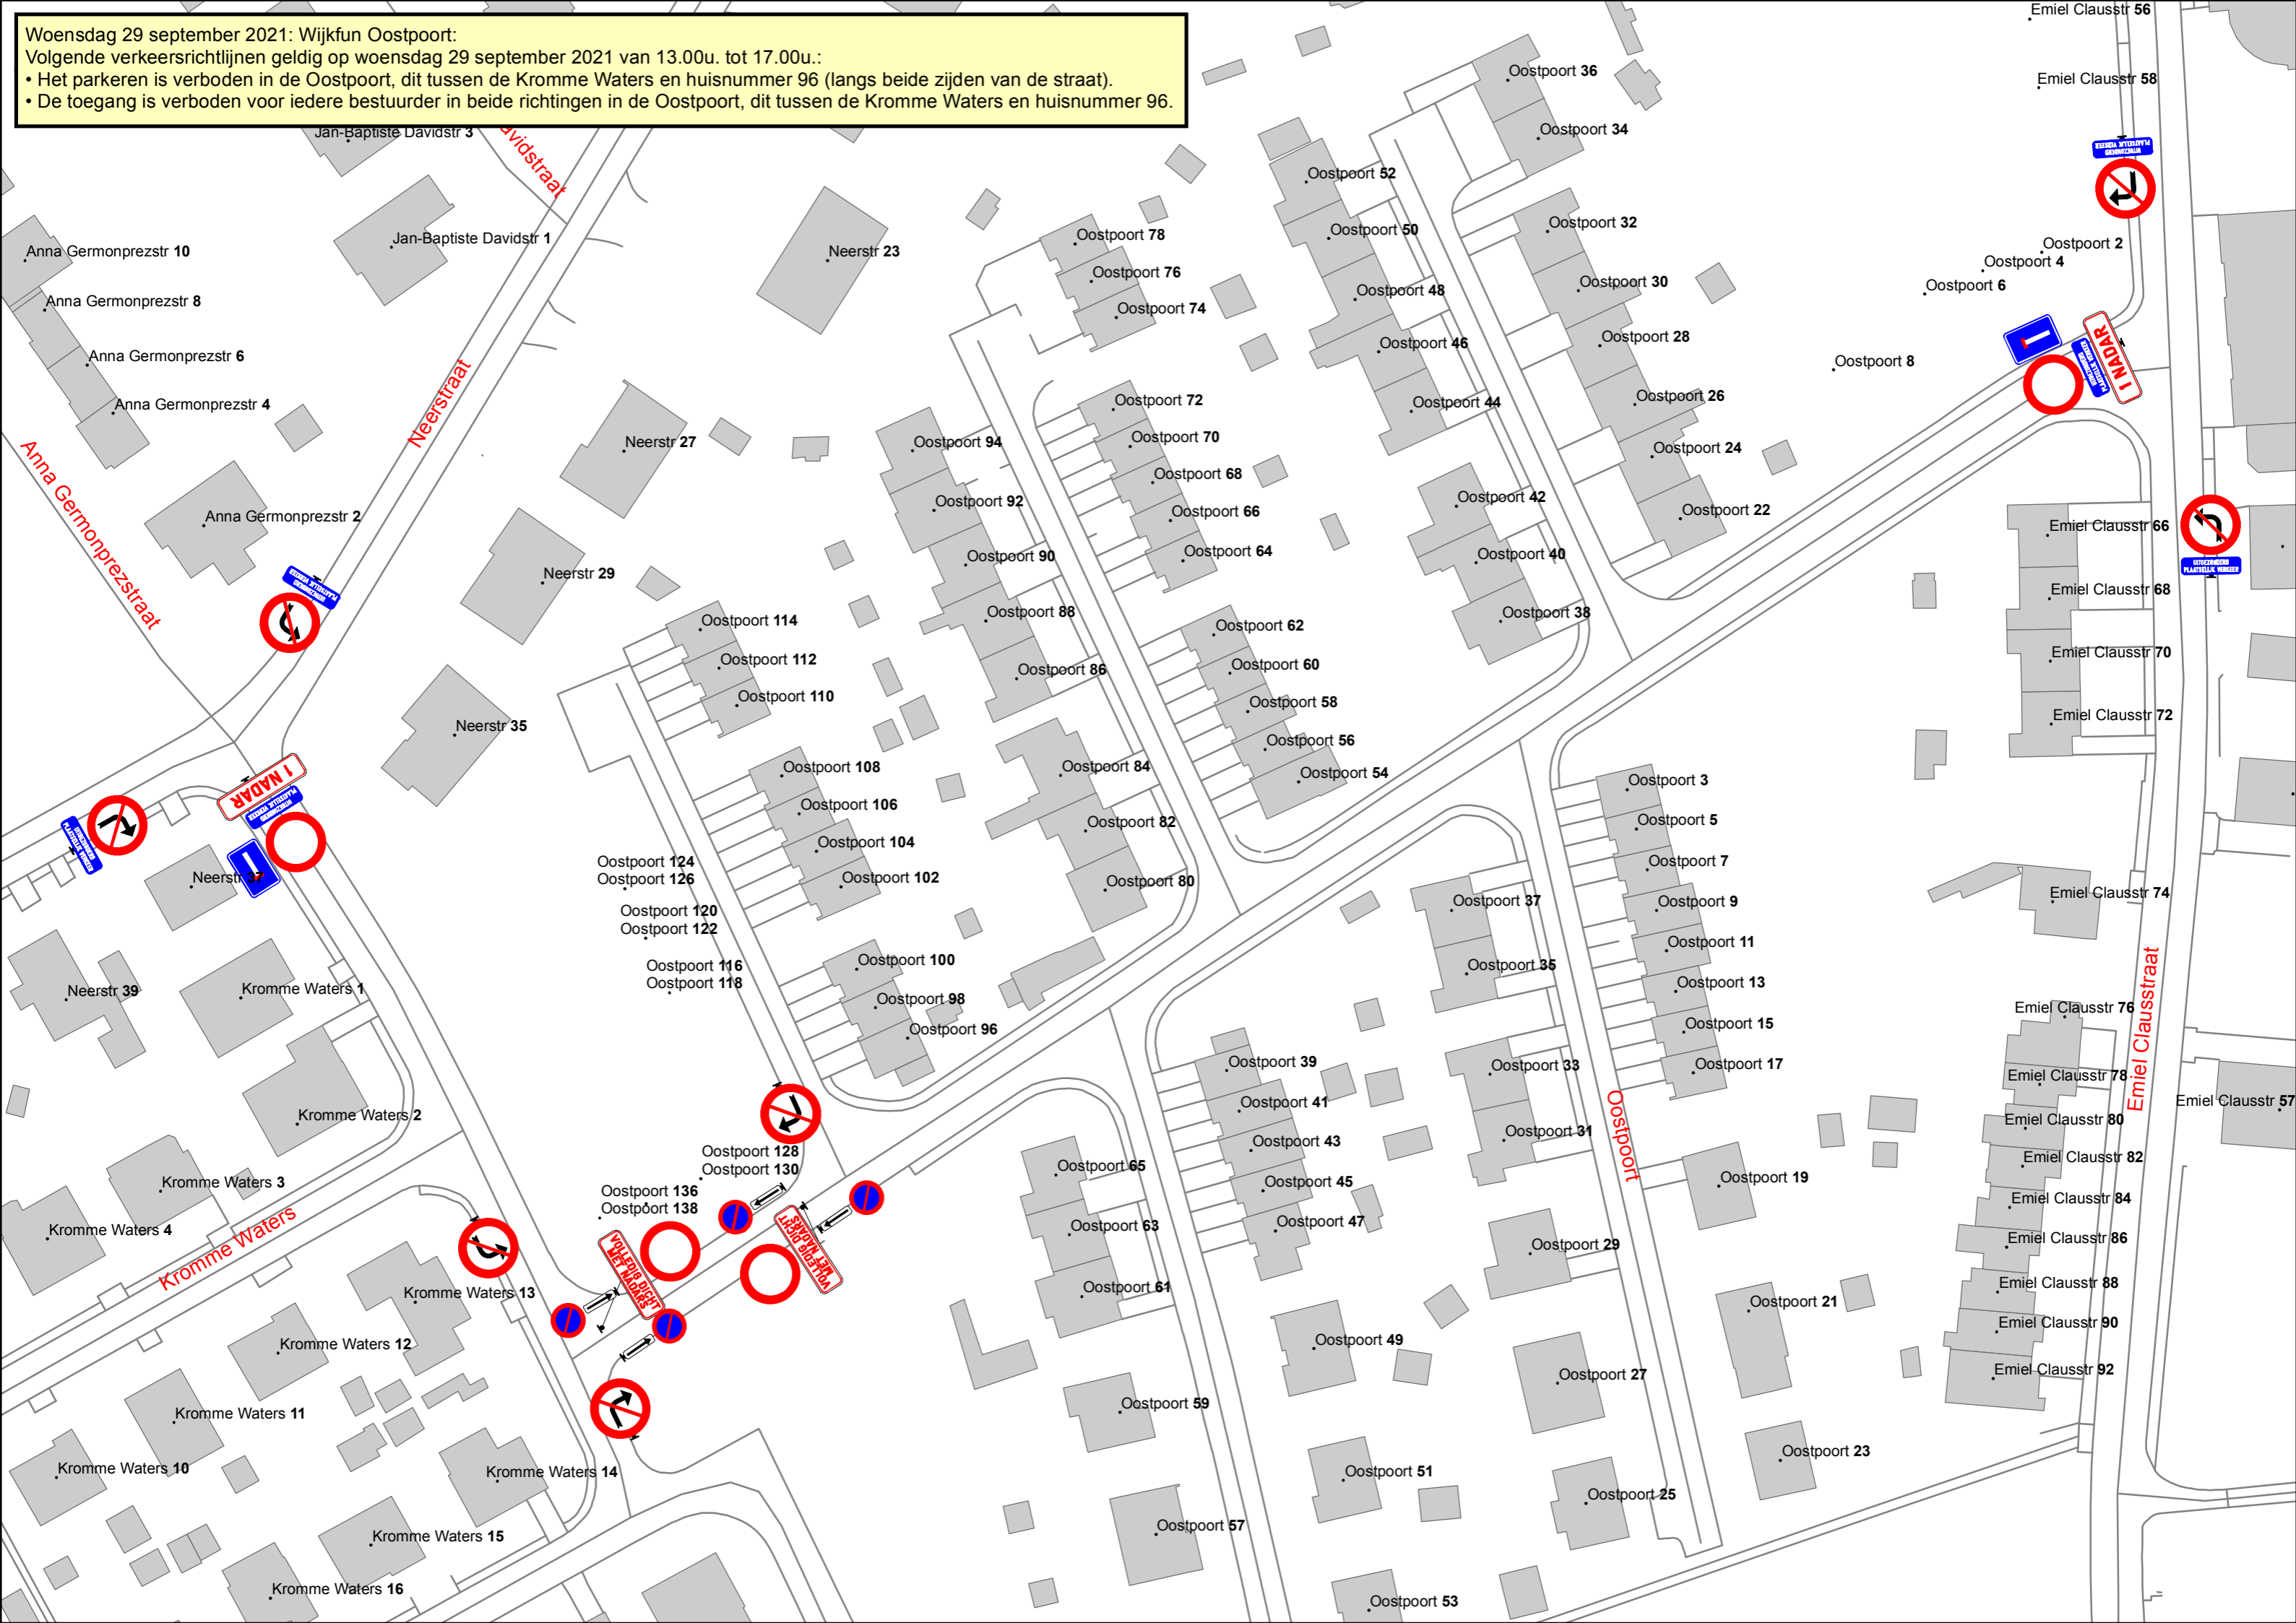 Woensdag 29 september 2021: Wijkfun Oostpoort:
Volgende verkeersrichtlijnen geldig op woensdag 29 september 2021 van 13.00u. tot 17.00u.:
• Het parkeren is verboden in de Oostpoort, dit tussen de Kromme Waters en huisnummer 96 (langs beide zijden van de straat).
• De toegang is verboden voor iedere bestuurder in beide richtingen in de Oostpoort, dit tussen de Kromme Waters en huisnummer 96.
Jan-Baptiste Davidstr 3
avidstraat
Jan-Baptiste Davidstr 1
Anna Germonprezstr 10
Anna Germonprezstr 8
Anna Germonprezstr 6
Anna Germonprezstr 4
Anna Germonprezstr 2
Anna Germonprezstraat
Neerstraat
Neerstr 23
Neerstr 27
Neerstr 29
Neerstr 35
Neerstr 37
Neerstr 39
UITGEZONDERD
PLAATSELIJK VERKEER
1 NADAR
UITGEZONDERD
PLAATSELIJK VERKEER
UITGEZONDERD
PLAATSELIJK VERKEER
Kromme Waters 1
Kromme Waters 2
Kromme Waters 3
Kromme Waters 4
Kromme Waters
Kromme Waters 13
Kromme Waters 12
Kromme Waters 11
Kromme Waters 10
Kromme Waters 14
Kromme Waters 15
Kromme Waters 16
Oostpoort 114
Oostpoort 112
Oostpoort 110
Oostpoort 108
Oostpoort 106
Oostpoort 104
Oostpoort 102
Oostpoort 100
Oostpoort 98
Oostpoort 96
Oostpoort 124
Oostpoort 126
Oostpoort 120
Oostpoort 122
Oostpoort 116
Oostpoort 118
Oostpoort 128
Oostpoort 130
Oostpoort 136
Oostpoort 138
VOLLEDIG DICHT
MET NADARS
VOLLEDIG DICHT
MET NADARS
Oostpoort 78
Oostpoort 76
Oostpoort 74
Oostpoort 72
Oostpoort 70
Oostpoort 68
Oostpoort 66
Oostpoort 64
Oostpoort 62
Oostpoort 60
Oostpoort 58
Oostpoort 56
Oostpoort 54
Oostpoort 94
Oostpoort 92
Oostpoort 90
Oostpoort 88
Oostpoort 86
Oostpoort 84
Oostpoort 82
Oostpoort 80
Oostpoort 52
Oostpoort 50
Oostpoort 48
Oostpoort 46
Oostpoort 44
Oostpoort 42
Oostpoort 40
Oostpoort 38
Oostpoort 36
Oostpoort 34
Oostpoort 32
Oostpoort 30
Oostpoort 28
Oostpoort 26
Oostpoort 24
Oostpoort 22
Oostpoort 2
Oostpoort 4
Oostpoort 6
Oostpoort 8
Oostpoort 3
Oostpoort 5
Oostpoort 7
Oostpoort 9
Oostpoort 11
Oostpoort 13
Oostpoort 15
Oostpoort 17
Oostpoort 19
Oostpoort 21
Oostpoort 23
Oostpoort
Oostpoort 37
Oostpoort 35
Oostpoort 33
Oostpoort 31
Oostpoort 29
Oostpoort 27
Oostpoort 25
Oostpoort 39
Oostpoort 41
Oostpoort 43
Oostpoort 45
Oostpoort 47
Oostpoort 49
Oostpoort 51
Oostpoort 53
Oostpoort 65
Oostpoort 63
Oostpoort 61
Oostpoort 59
Oostpoort 57
Emiel Clausstr 56
Emiel Clausstr 58
UITGEZONDERD
PLAATSELIJK VERKEER
1 NADAR
UITGEZONDERD
PLAATSELIJK VERKEER
UITGEZONDERD
PLAATSELIJK VERKEER
Emiel Clausstr 66
Emiel Clausstr 68
Emiel Clausstr 70
Emiel Clausstr 72
Emiel Clausstr 74
Emiel Clausstr 76
Emiel Clausstr 78
Emiel Clausstr 80
Emiel Clausstr 82
Emiel Clausstr 84
Emiel Clausstr 86
Emiel Clausstr 88
Emiel Clausstr 90
Emiel Clausstr 92
Emiel Clausstraat
Emiel Clausstr 57